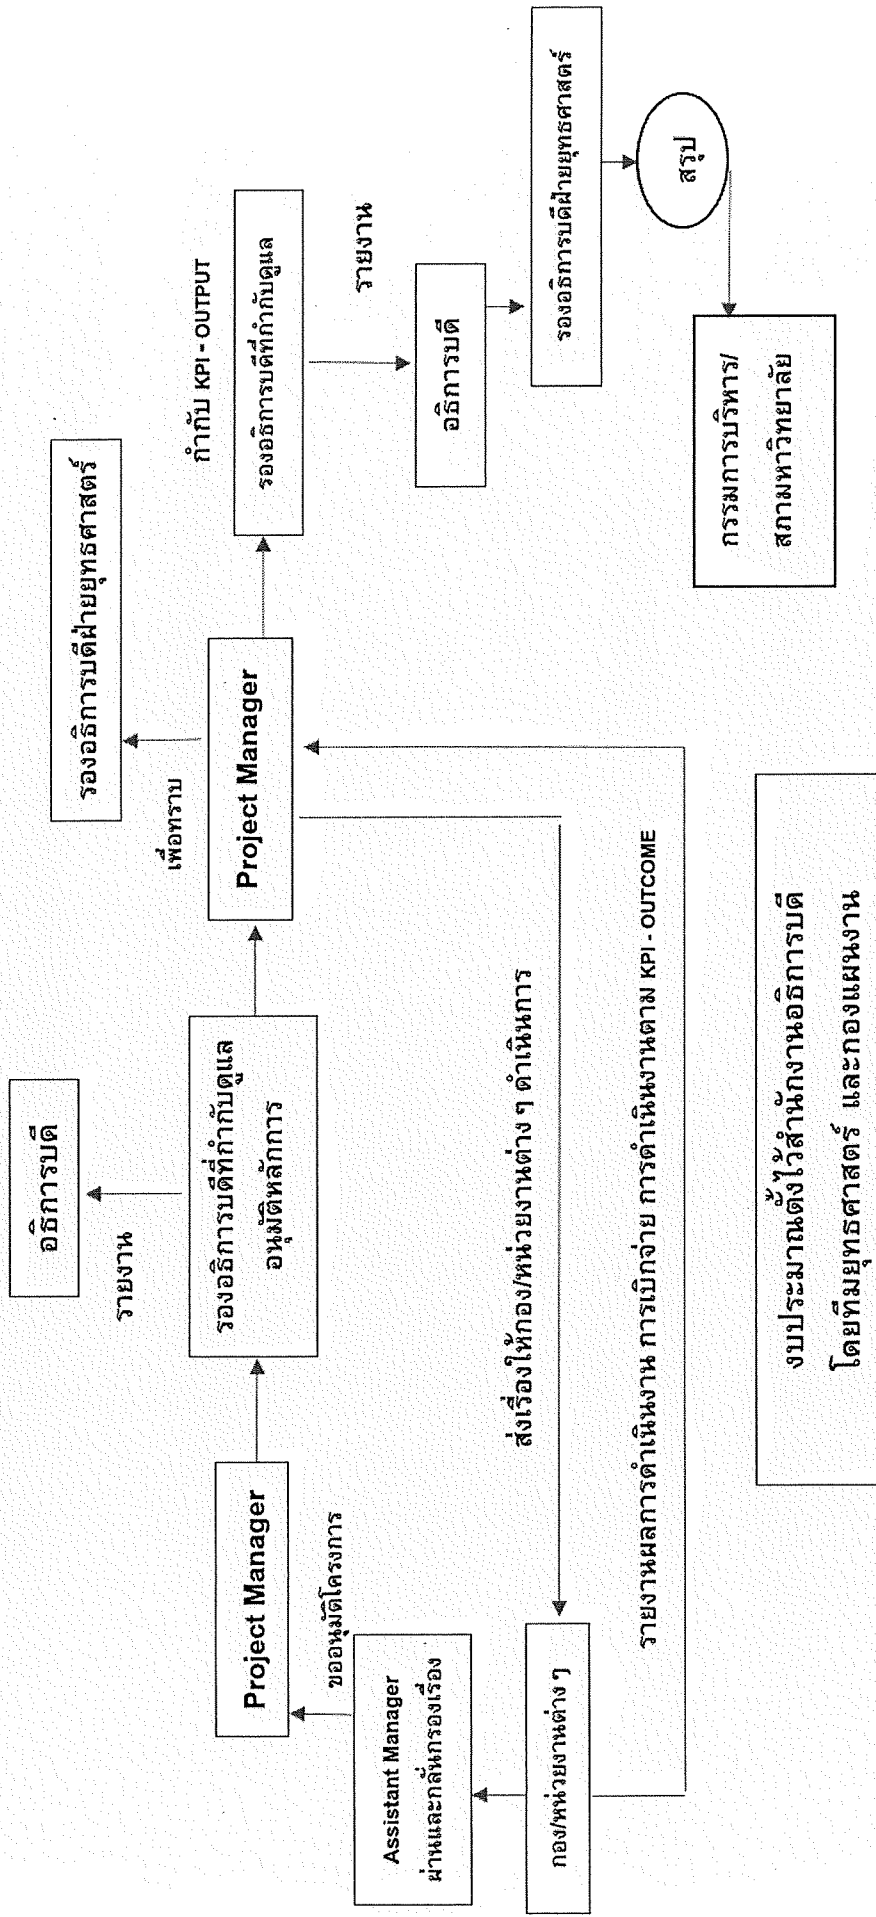 อธิการบดี
รายงาน
รองอธิการบดีฝ่ายยุทธศาสตร์
เพื่อทราบ
Project Manager
ขออนุมัติโครงการ
รองอธิการบดีที่กำกับดูแล
อนุมัติหลักการ
Project Manager
กำกับ KPI - OUTPUT
รองอธิการบดีที่กำกับดูแล
รายงาน
Assistant Manager
ผ่านและกลั่นกรองเรื่อง
อธิการบดี
กอง/หน่วยงานต่าง ๆ
ส่งเรื่องให้กอง/หน่วยงานต่าง ๆ ดำเนินการ
รองอธิการบดีฝ่ายยุทธศาสตร์
รายงานผลการดำเนินงาน การเบิกจ่าย การดำเนินงานตาม KPI - OUTCOME
สรุป
กรรมการบริหาร/
สภามหาวิทยาลัย
งบประมาณตั้งไว้สำนักงานอธิการบดี
โดยทีมยุทธศาสตร์ และกองแผนงาน